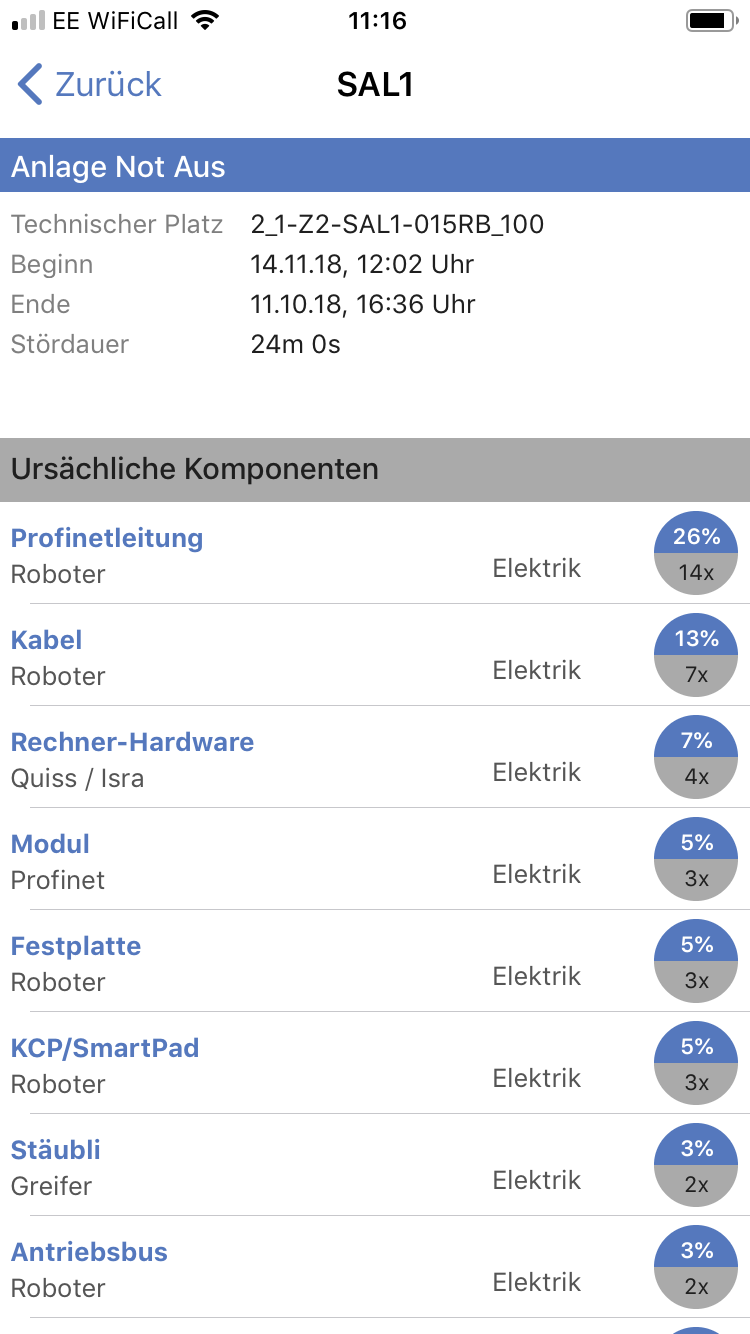 EE WiFiCall 11:16
Zurück SAL1
Anlage Not Aus
Technischer Platz 2_1-Z2-SAL1-015RB_100
Beginn 14.11.18, 12:02 Uhr
Ende 11.10.18, 16:36 Uhr
Stördauer 24m 0s
Ursächliche Komponenten
Profinetleitung
Roboter Elektrik 26% 14x
Kabel
Roboter Elektrik 13% 7x
Rechner-Hardware
Quiss / Isra Elektrik 7% 4x
Modul
Profinet Elektrik 5% 3x
Festplatte
Roboter Elektrik 5% 3x
KCP/SmartPad
Roboter Elektrik 5% 3x
Stäubli
Greifer Elektrik 3% 2x
Antriebsbus
Roboter Elektrik 3% 2x